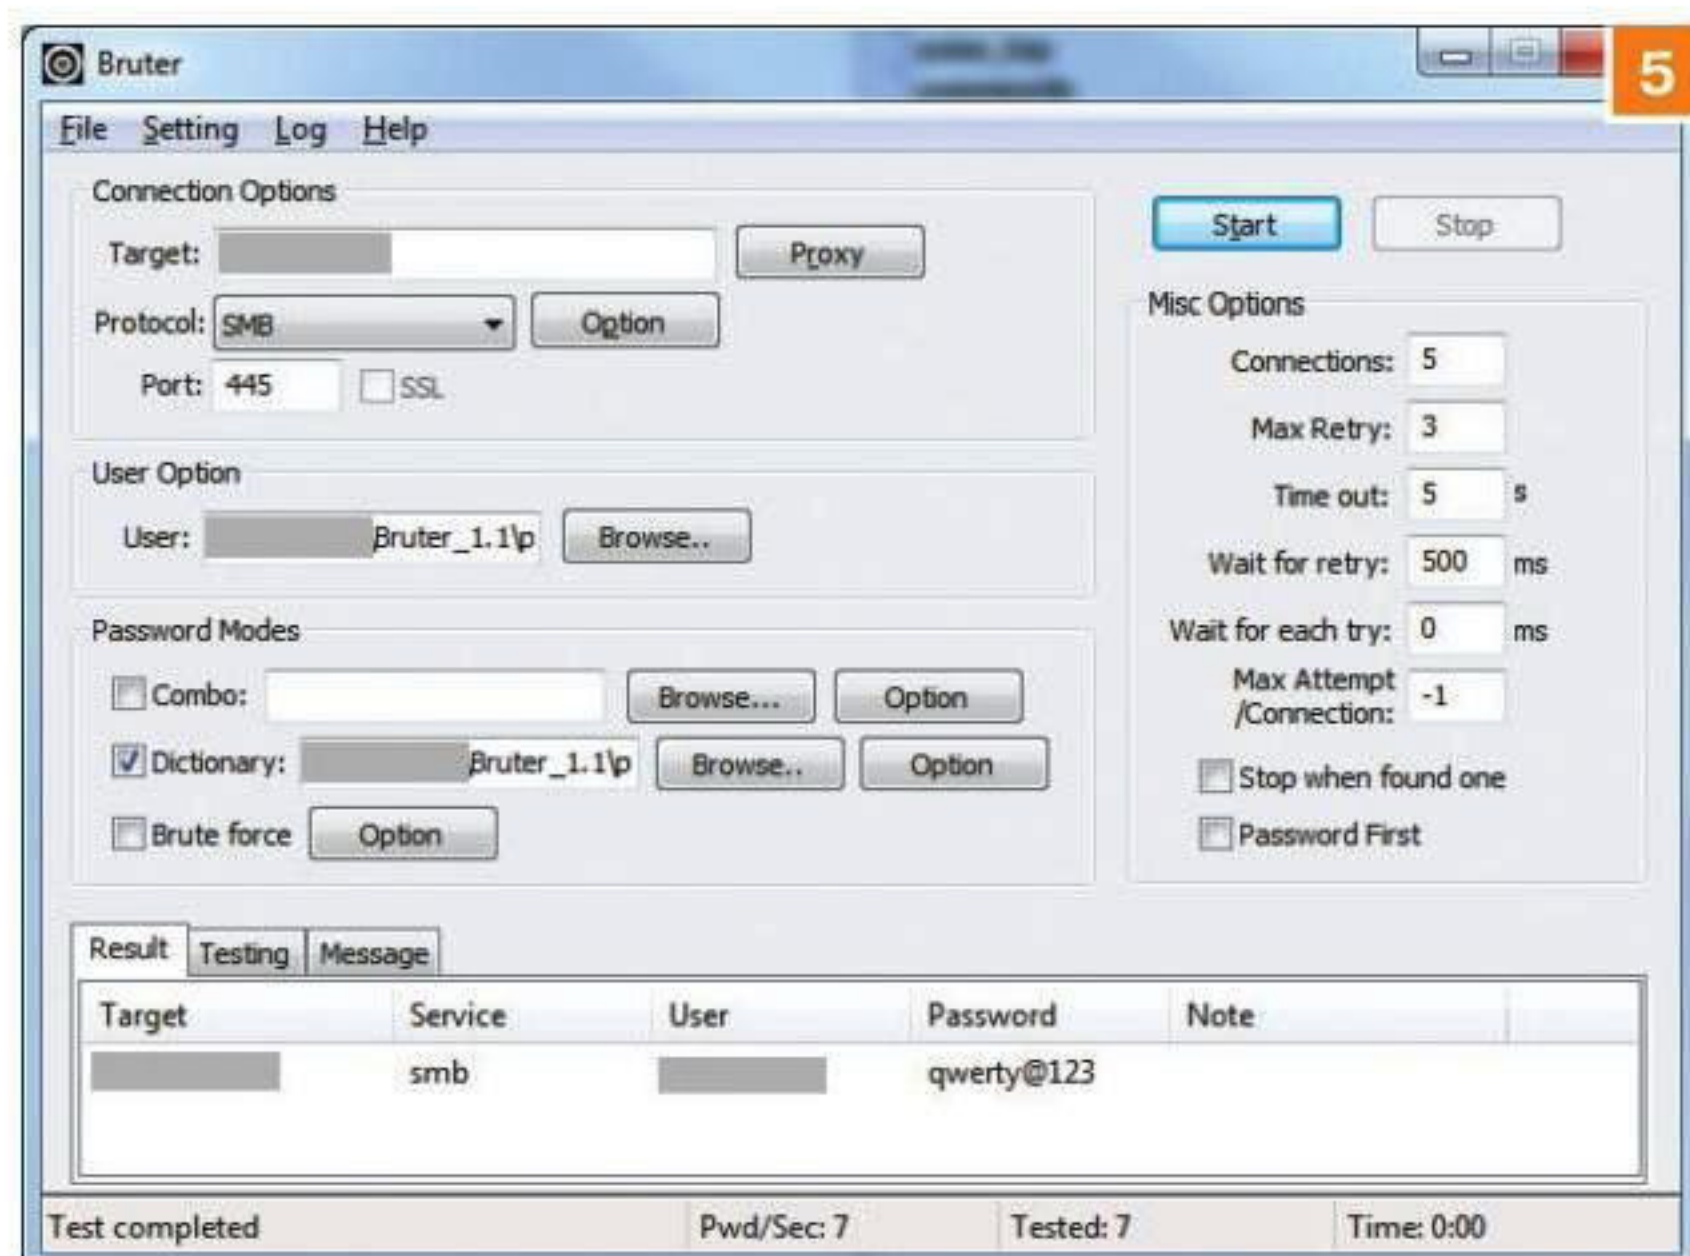 Bruter
5
File Setting Log Help
Connection Options
Target:
Proxy
Protocol: SMB Option
Port: 445 SSL
User Option
User: Bruter_1.1\p Browse..
Password Modes
Combo: Browse... Option
Dictionary: Bruter_1.1\p Browse.. Option
Brute force Option
Start Stop
Misc Options
Connections: 5
Max Retry: 3
Time out: 5 s
Wait for retry: 500 ms
Wait for each try: 0 ms
Max Attempt
/Connection: -1
Stop when found one
Password First
Result Testing Message
Target Service User Password Note
smb qwerty@123
Test completed Pwd/Sec: 7 Tested: 7 Time: 0:00